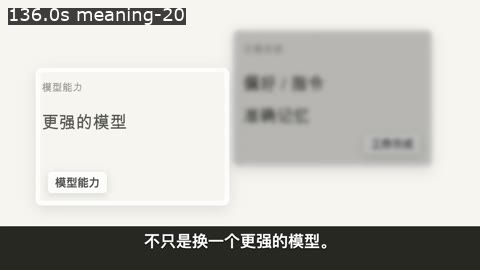 136.0s meaning-20
模型能力
更强的模型
模型能力
偏好 / 指令
准确记忆
不只是换一个更强的模型。